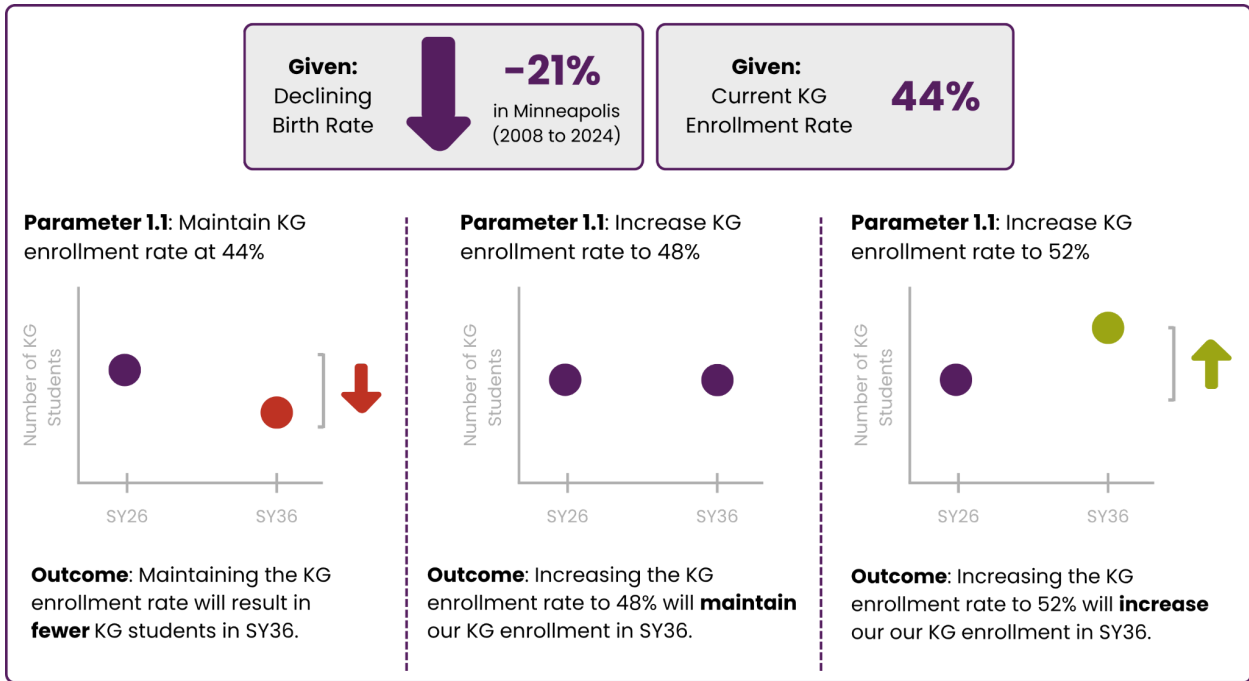 Given:
Declining
Birth Rate
-21%
in Minneapolis
(2008 to 2024)
Given:
Current KG
Enrollment Rate
44%
Parameter 1.1: Maintain KG
enrollment rate at 44%
Number of KG
Students
SY26
SY36
Outcome: Maintaining the KG
enrollment rate will result in
fewer KG students in SY36.
Parameter 1.1: Increase KG
enrollment rate to 48%
Number of KG
Students
SY26
SY36
Outcome: Increasing the KG
enrollment rate to 48% will maintain
our KG enrollment in SY36.
Parameter 1.1: Increase KG
enrollment rate to 52%
Number of KG
Students
SY26
SY36
Outcome: Increasing the KG
enrollment rate to 52% will increase
our our KG enrollment in SY36.